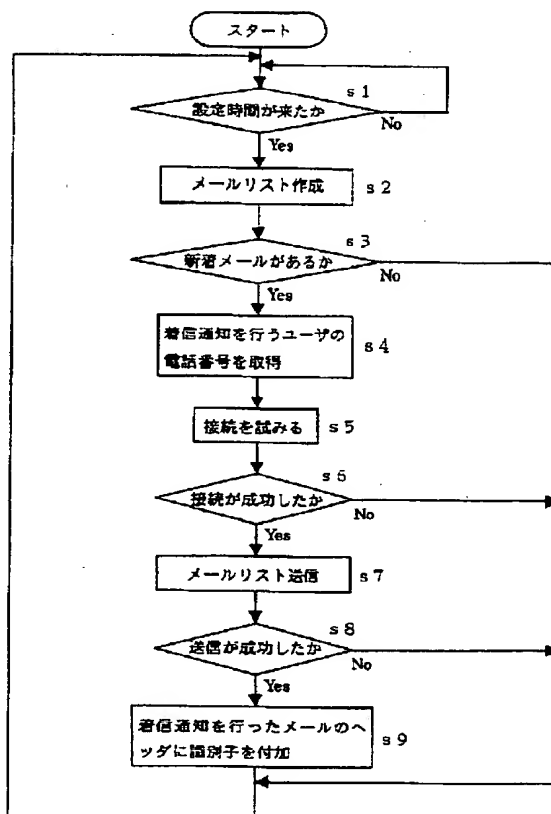 スタート
設定時間が来たか
s 1
No
Yes
メールリスト作成
s 2
新着メールがあるか
s 3
No
Yes
着信通知を行うユーザの
電話番号を取得
s 4
接続を試みる
s 5
接続が成功したか
s 6
No
Yes
メールリスト送信
s 7
送信が成功したか
s 8
No
Yes
着信通知を行ったメールのヘ
ッダに識別子を付加
s 9